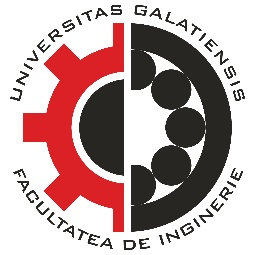 UNIVERSITAS GALATIENSIS
FACULTATEA DE INGINERIE